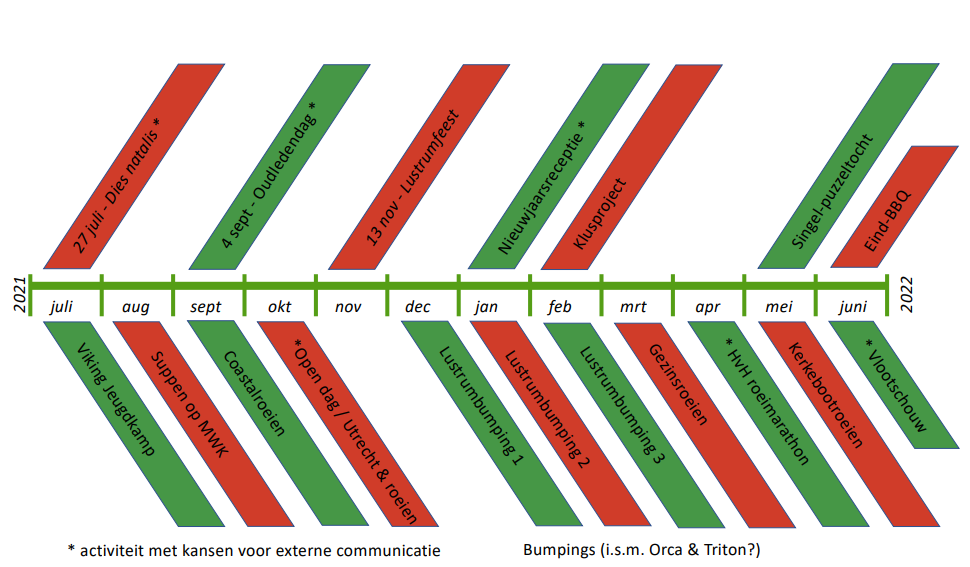 27 juli - Dies natalis *
4 sept - Oudledendag *
13 nov - Lustrumfeest
Nieuwjaarsreceptie *
Klusproject
Singel-puzzeltocht
Eind-BBQ
2021
juli
aug
sept
okt
nov
dec
jan
feb
mrt
apr
mei
juni
2022
Viking Jeugdkamp
Suppen op MWK
Coastalroeien
*Open dag / Utrecht & roeien
Lustrumbumping 1
Lustrumbumping 2
Lustrumbumping 3
Gezinsroeien
* HVH roeimarathon
Kerkebootroeien
* Vlootschouw
* activiteit met kansen voor externe communicatie
Bumpings (i.s.m. Orca & Triton?)